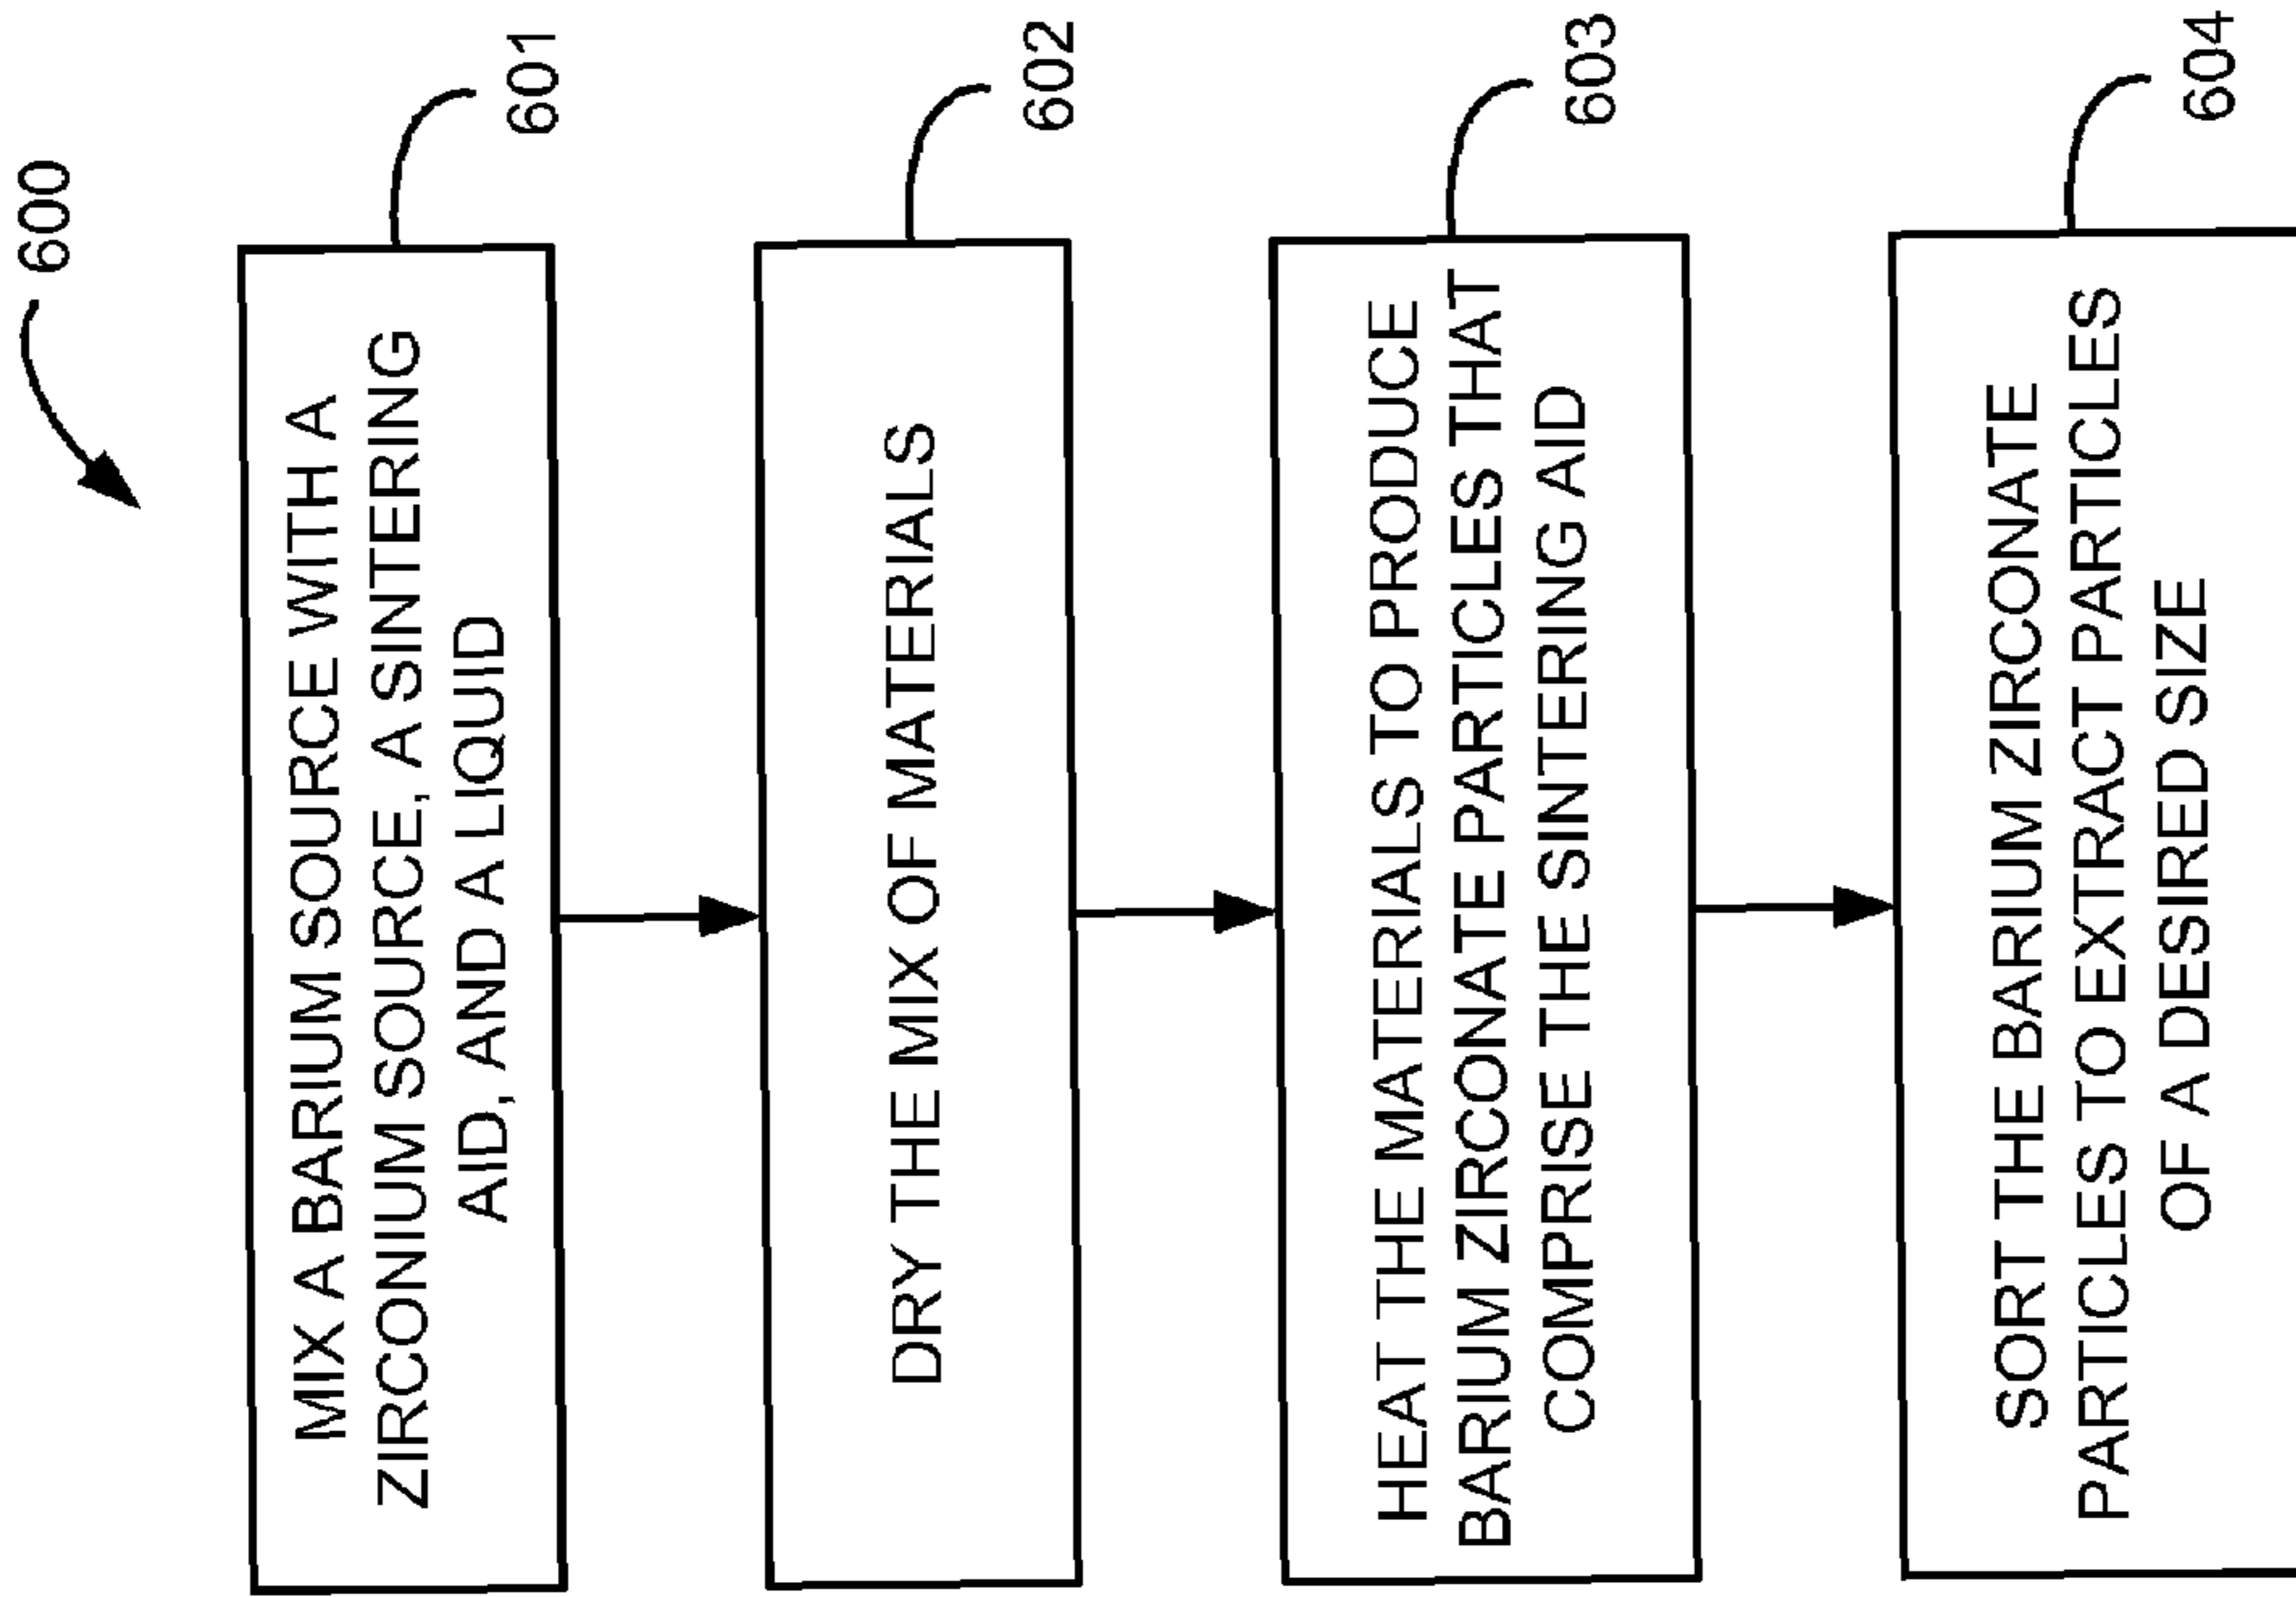 600
MIX A BARIUM SOURCE WITH A
ZIRCONIUM SOURCE, A SINTERING
AID, AND A LIQUID
601
DRY THE MIX OF MATERIALS
602
HEAT THE MATERIALS TO PRODUCE
BARIUM ZIRCONATE PARTICLES THAT
COMPRISE THE SINTERING AID
603
SORT THE BARIUM ZIRCONATE
PARTICLES TO EXTRACT PARTICLES
OF A DESIRED SIZE
604